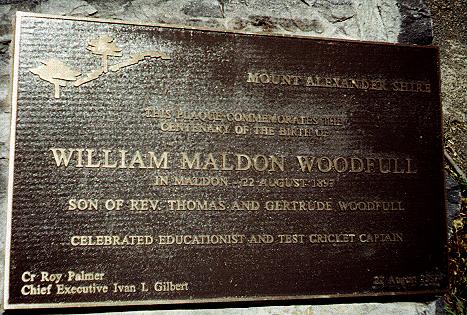 MOUNT ALEXANDER SHIRE
THIS PLAQUE COMMEMORATES THE
CENTENARY OF THE BIRTH OF
WILLIAM MALDON WOODFULL
IN MALDON 22 AUGUST 1897
SON OF REV. THOMAS AND GERTRUDE WOODFULL
CELEBRATED EDUCATIONIST AND TEST CRICKET CAPTAIN
Cr Roy Palmer
Chief Executive Ivan L Gilbert
August